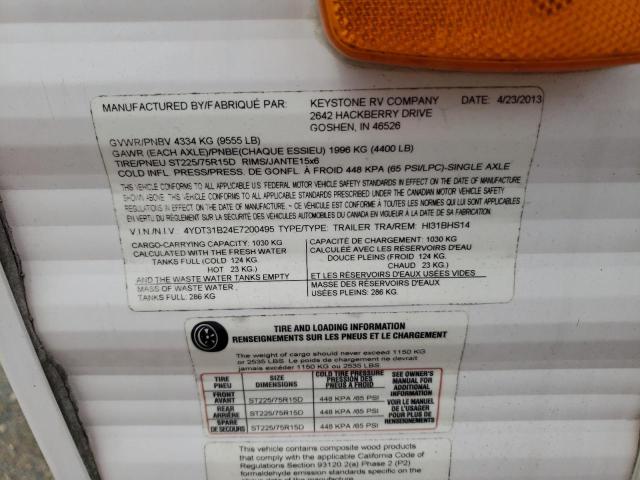 MANUFACTURED BY/FABRIQUÉ PAR: KEYSTONE RV COMPANY 4/23/2013
2642 HACKBERRY DRIVE
GOSHEN, IN 46526
GVWR/PNBV 4334 KG (9555 LB)
GAWR (EACH AXLE)/PNBE(CHAQUE ESSIEU) 1996 KG (4400 LB)
TIRE/PNEU ST225/75R15D RIMS/JANTE15x6
COLD INFL. PRESS/PRESS. DE GONFL. À FROID 448 KPA (65 PSI/LPC)-SINGLE AXLE
THIS VEHICLE CONFORMS TO ALL APPLICABLE U.S. FEDERAL MOTOR VEHICLE SAFETY STANDARDS IN EFFECT ON THE DATE OF MANUFACTURE
THIS VEHICLE CONFORMS TO ALL APPLICABLE STANDARDS PRESCRIBED UNDER THE CANADIAN MOTOR VEHICLE SAFETY
REGULATIONS IN EFFECT ON THE DATE OF MANUFACTURE - CE VÉHICULE EST CONFORME À TOUTES LES NORMES QUI LUI SONT
APPLICABLES EN VERTU DU RÉGLEMENT SUR LA SÉCURITÉ DES VÉHICULES AUTOMOBILES DU CANADA EN VIGUEUR À LA DATE DE SA FABRICATION
V.I.N./N.I.V.: 4YDT31B24E7200495 TYPE/TYPE: TRAILER TRA/REM: HI31BHS14
CARGO-CARRYING CAPACITY: 1030 KG
CALCULATED WITH THE FRESH WATER
TANKS FULL (COLD 124 KG.
HOT 23 KG.)
AND THE WASTE WATER TANKS EMPTY
MASS OF WASTE WATER
TANKS FULL: 286 KG
CAPACITÉ DE CHARGEMENT: 1030 KG
CALCULÉE AVEC LES RÉSERVOIRS D'EAU
DOUCE PLEINS (FROID 124 KG.
CHAUD 23 KG.)
ET LES RÉSERVOIRS D'EAUX USÉES VIDES
MASSE DES RÉSERVOIRS D'EAUX
USÉES PLEINS: 286 KG.
TIRE AND LOADING INFORMATION
RENSEIGNEMENTS SUR LES PNEUS ET LE CHARGEMENT
The weight of cargo should never exceed 1150 KG
or 2535 LBS. Le poids de chargement ne devrait
jamais excéder 1150 KG ou 2535 LBS.
TIRE PNEU
SIZE DIMENSIONS
COLD TIRE PRESSURE PRESSION DES PNEUS À FROID
SEE OWNER'S MANUAL FOR ADDITIONAL INFORMATION
VOIR LE MANUEL DE L'USAGER POUR PLUS DE RENSEIGNEMENTS
FRONT AVANT ST225/75R15D 448 KPA /65 PSI
REAR ARRIÈRE ST225/75R15D 448 KPA /65 PSI
SPARE DE SECOURS ST225/75R15D 448 KPA /65 PSI
This vehicle contains composite wood products
that comply with the applicable California Code of
Regulations Section 93120.2(a) Phase 2 (P2)
formaldehyde emission standards specific on the